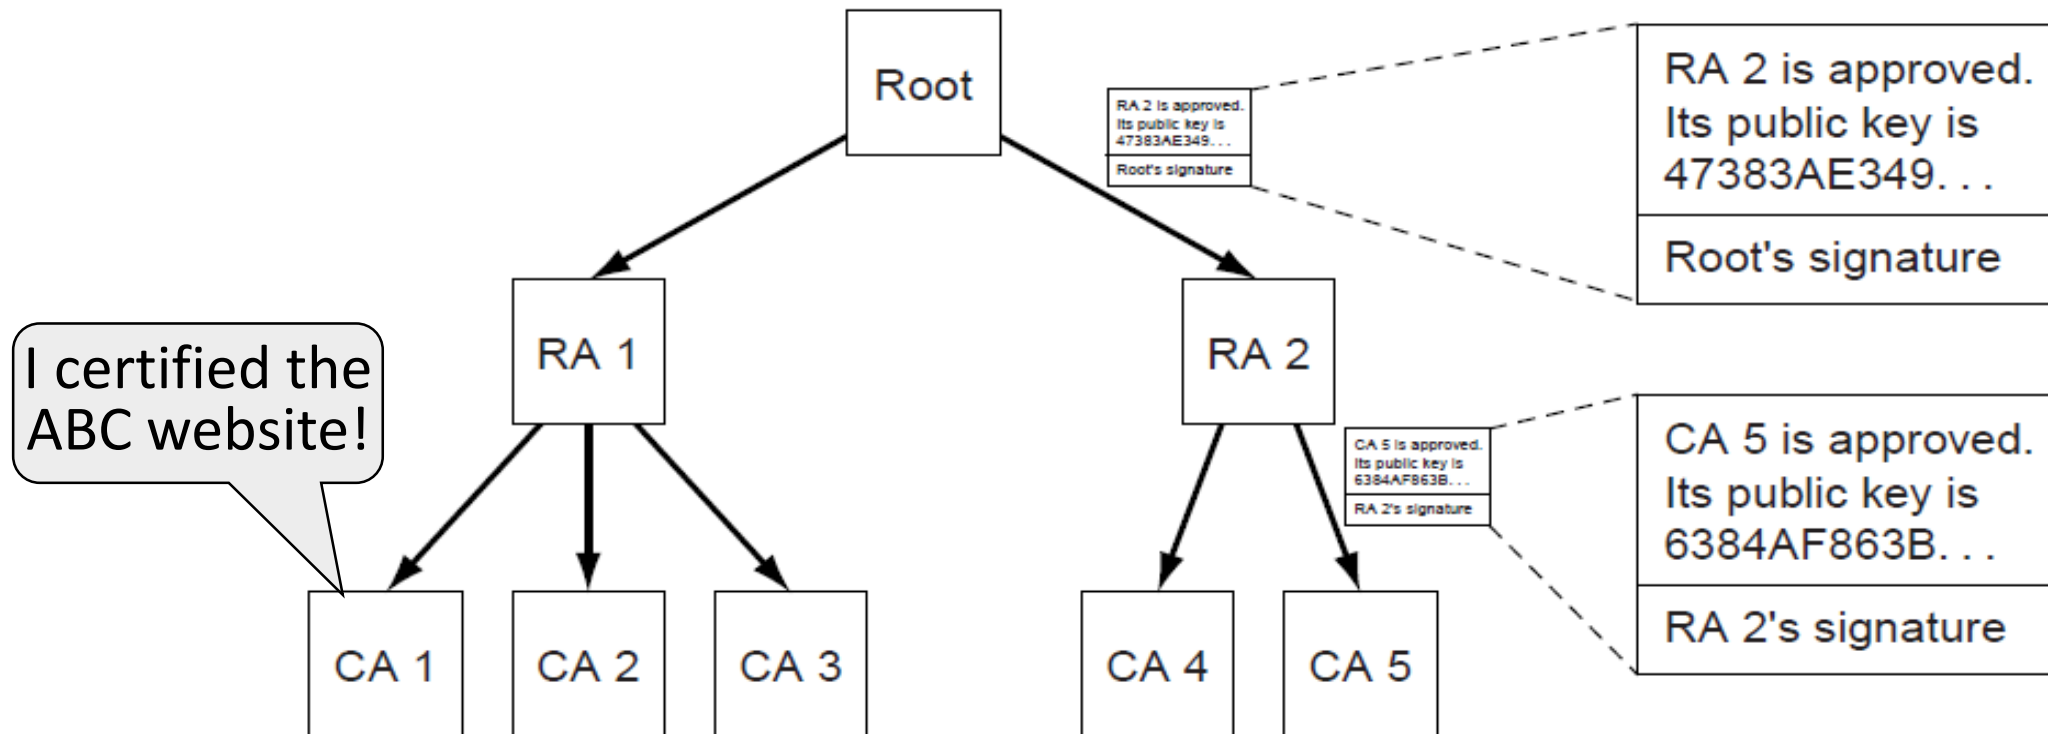 Root
RA 2 is approved.
Its public key is
47383AE349...
Root's signature
RA 2 is approved.
Its public key is
47383AE349...
Root's signature
I certified the
ABC website!
RA 1
RA 2
CA 5 is approved.
Its public key is
6384AF863B...
RA 2's signature
CA 5 is approved.
Its public key is
6384AF863B...
RA 2's signature
CA 1
CA 2
CA 3
CA 4
CA 5